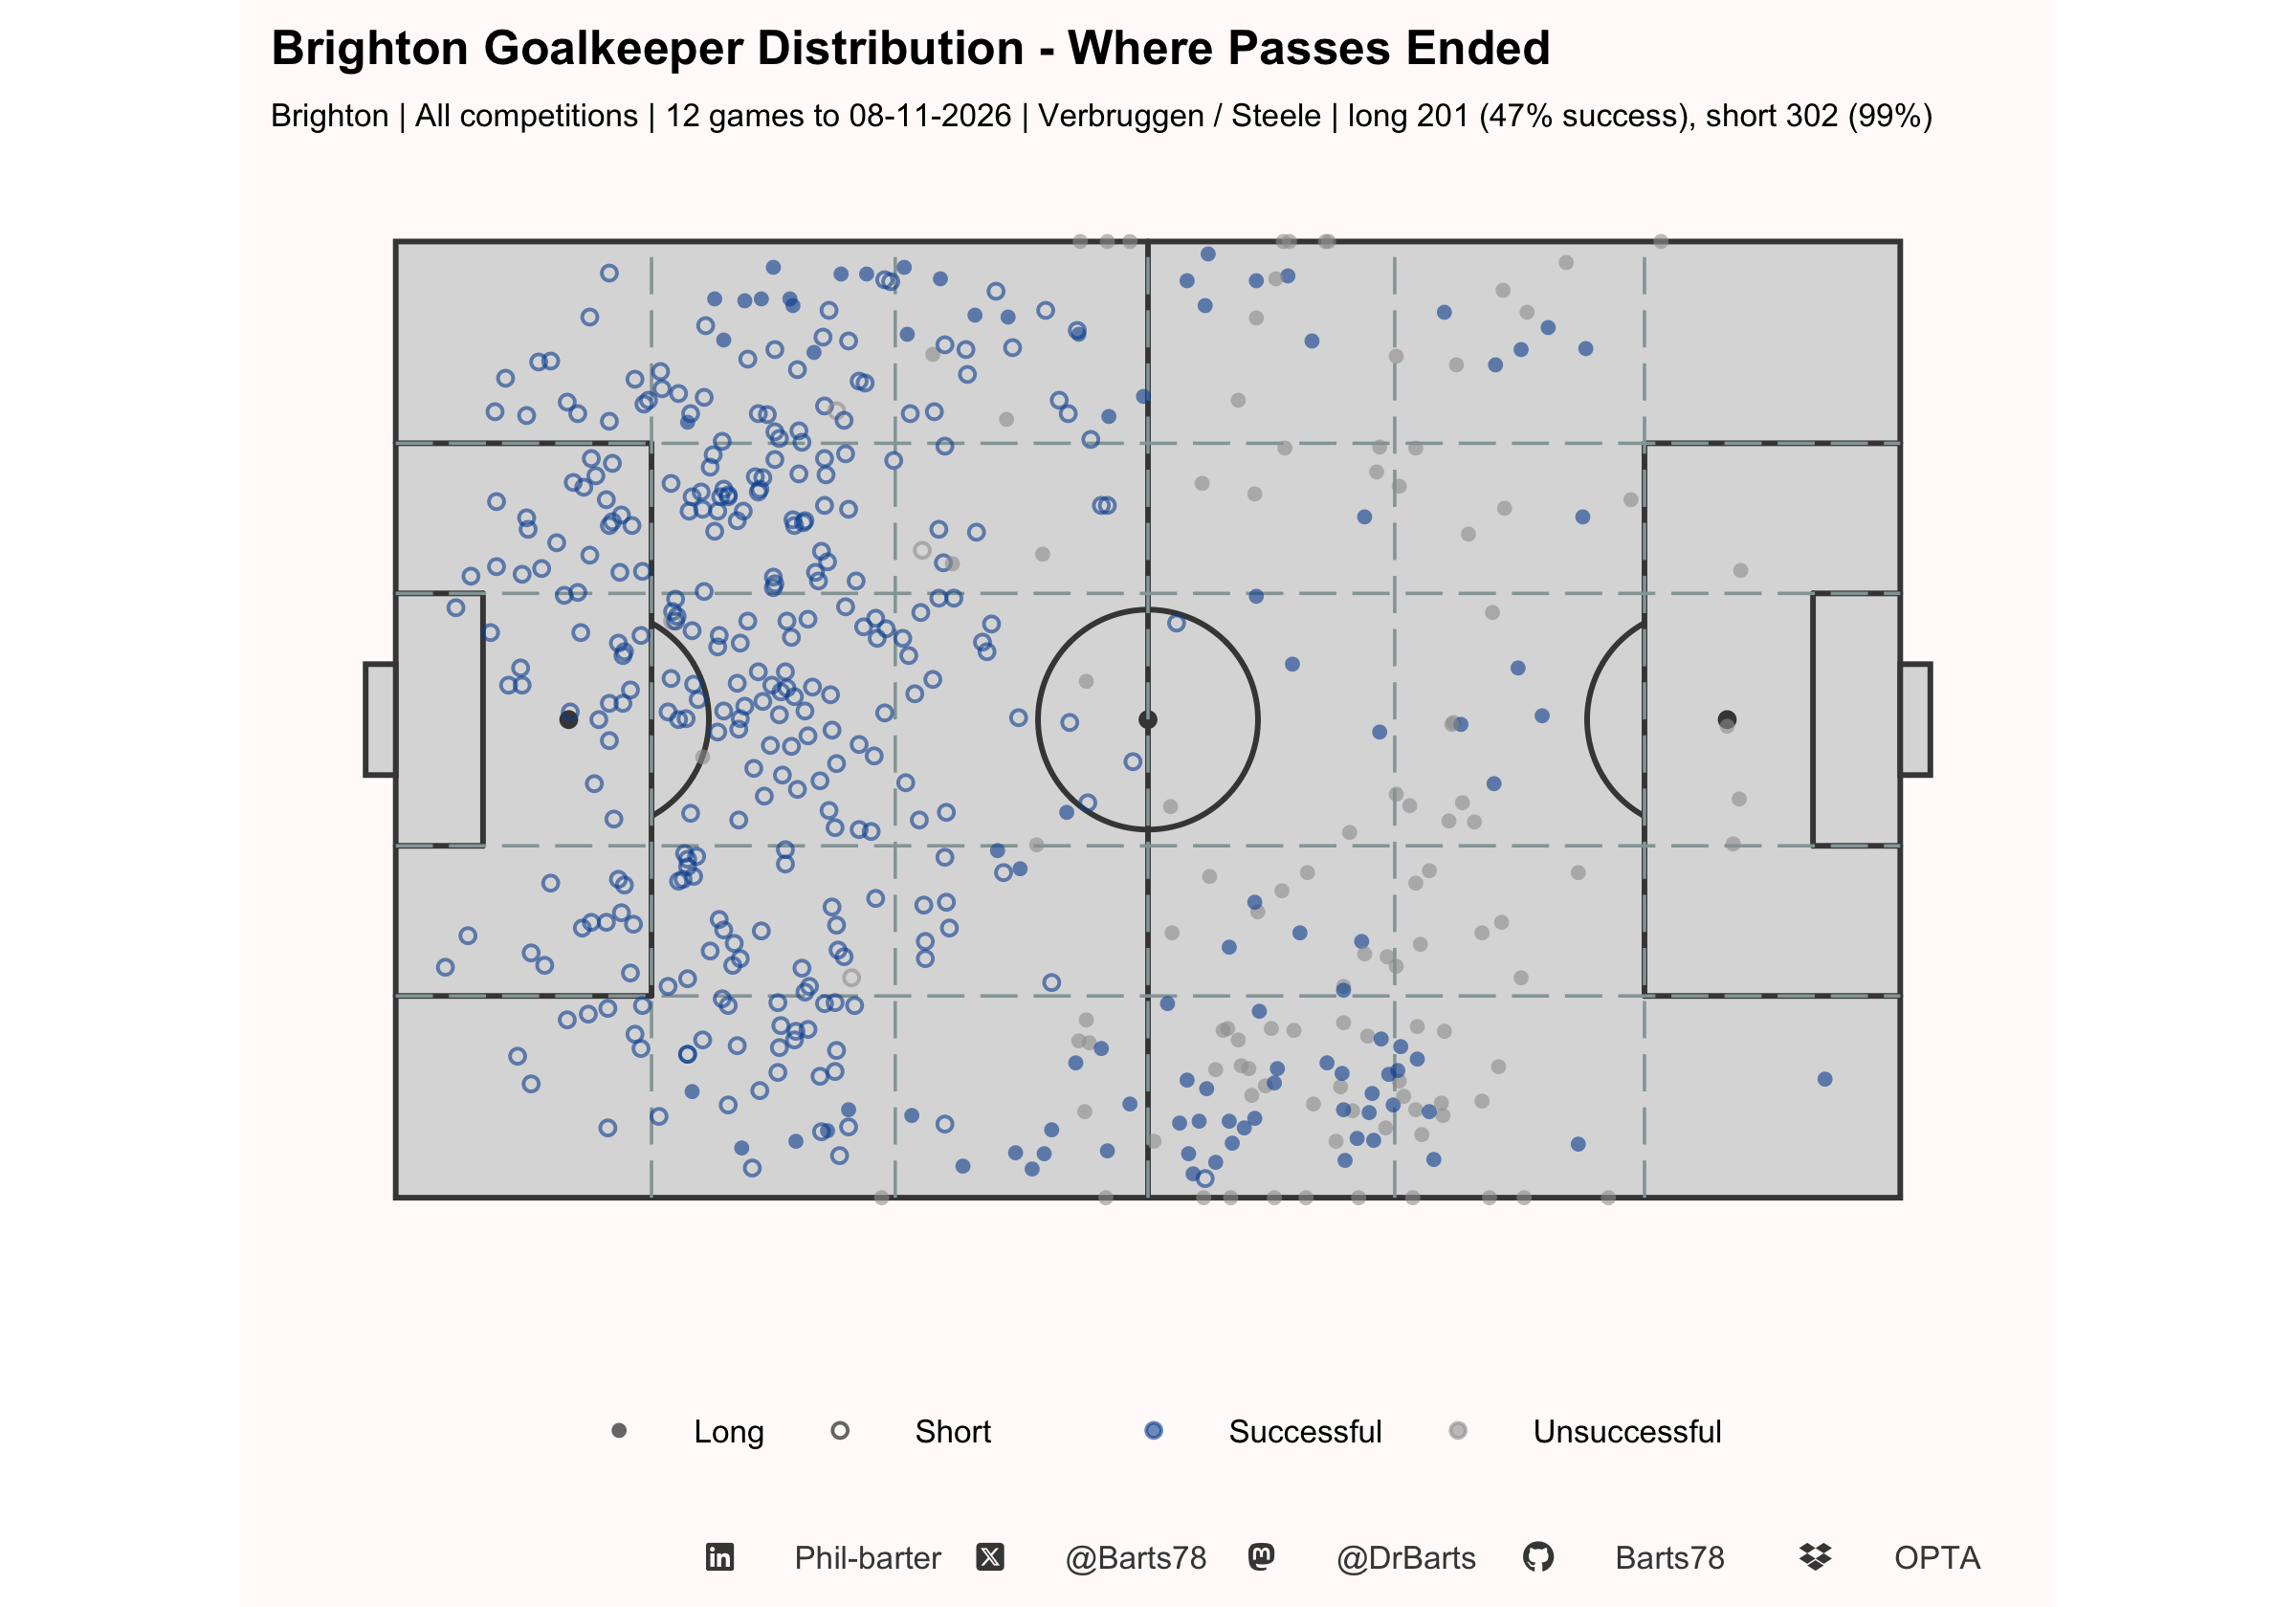 Brighton Goalkeeper Distribution - Where Passes Ended
Brighton | All competitions | 12 games to 08-11-2026 | Verbruggen / Steele | long 201 (47% success), short 302 (99%)
Long Short Successful Unsuccessful
Phil-barter @Barts78 @DrBarts Barts78 OPTA